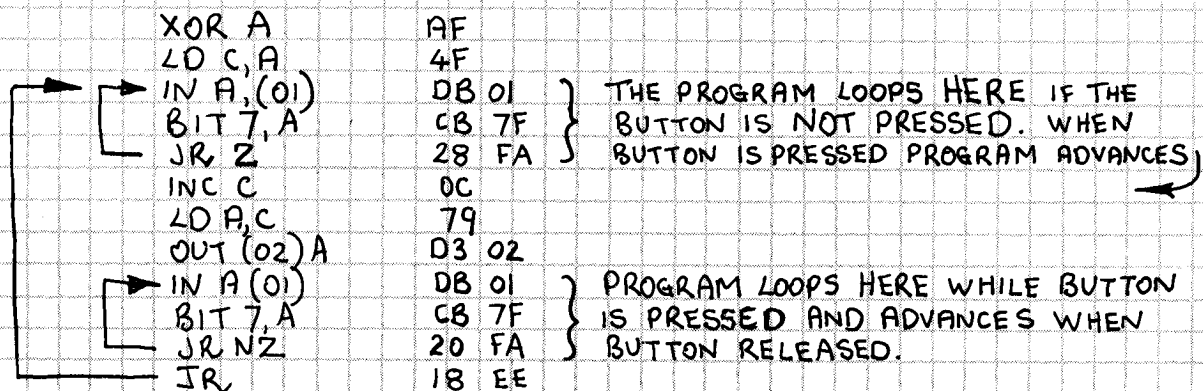 XOR A AF
LD C, A 4F
IN A, (01) DB 01 THE PROGRAM LOOPS HERE IF THE
BIT 7, A CB 7F BUTTON IS NOT PRESSED. WHEN
JR Z 28 FA BUTTON IS PRESSED PROGRAM ADVANCES
INC C 0C
LD A, C 79
OUT (02) A D3 02
IN A (01) DB 01 PROGRAM LOOPS HERE WHILE BUTTON
BIT 7, A CB 7F IS PRESSED AND ADVANCES WHEN
JR NZ 20 FA BUTTON RELEASED.
JR 18 EE